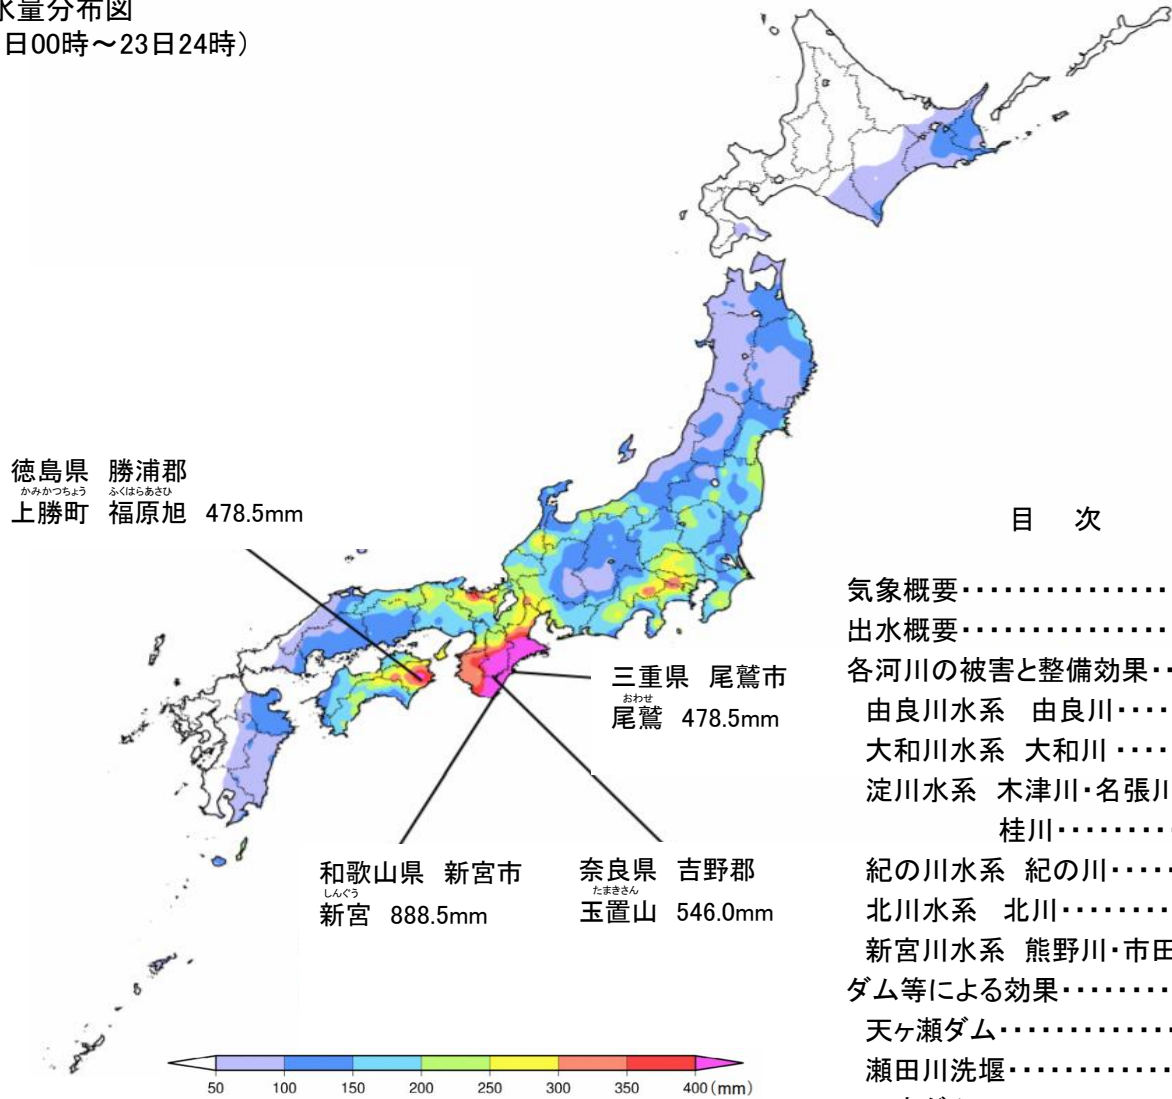 水量分布図
日00時～23日24時）
徳島県 勝浦郡
かみかつちょう ふくはらあさひ
上勝町 福原旭 478.5mm
三重県 尾鷲市
おわせ
尾鷲 478.5mm
和歌山県 新宮市
しんぐう
新宮 888.5mm
奈良県 吉野郡
たまきさん
玉置山 546.0mm
50 100 150 200 250 300 350 400(mm)
目 次
気象概要・・・・・・・・・・・・・・・
出水概要・・・・・・・・・・・・・・・
各河川の被害と整備効果・・
由良川水系 由良川・・・・・
大和川水系 大和川・・・・・
淀川水系 木津川・名張川
桂川・・・・・・・・・・
紀の川水系 紀の川・・・・・
北川水系 北川・・・・・・・・・
新宮川水系 熊野川・市田
ダム等による効果・・・・・・・・・
天ヶ瀬ダム・・・・・・・・・・・・・
瀬田川洗堰・・・・・・・・・・・・